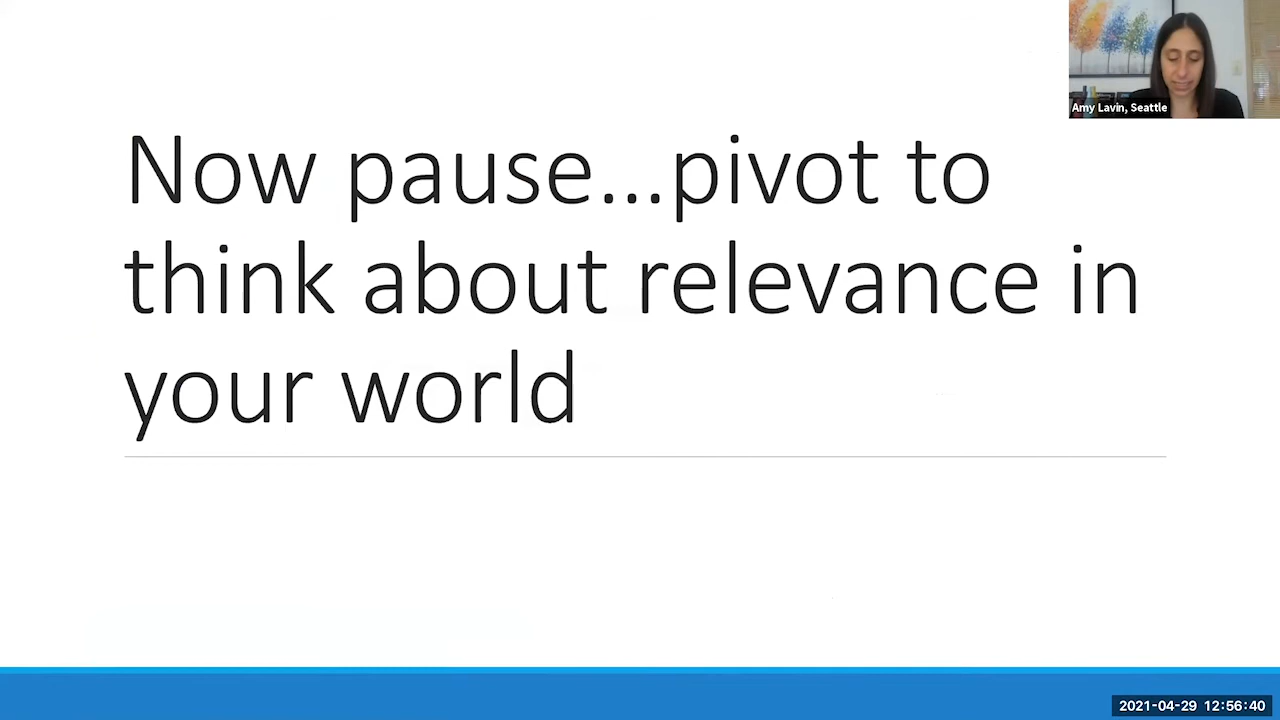 Amy Lavin, Seattle
Now pause...pivot to
think about relevance in
your world
2021-04-29 12:56:40